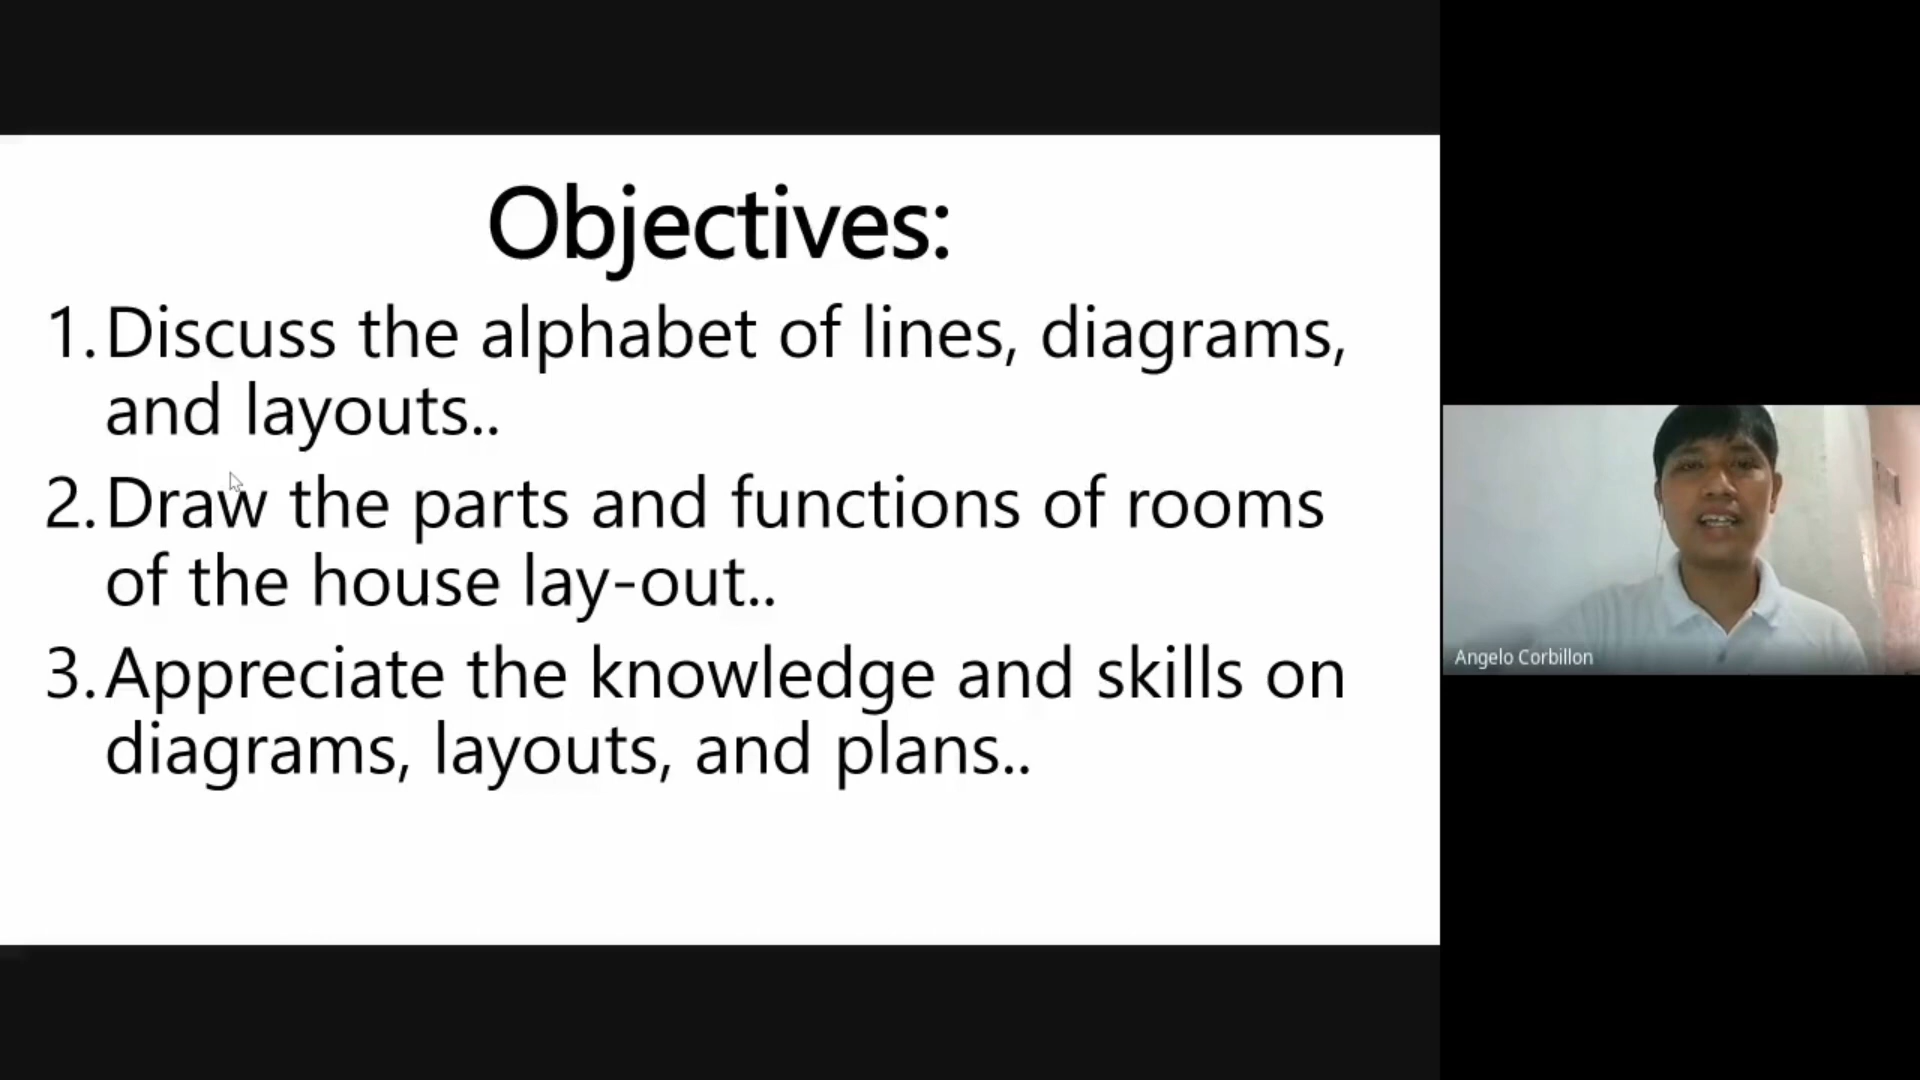 Objectives:
1. Discuss the alphabet of lines, diagrams,
and layouts..
2. Draw the parts and functions of rooms
of the house lay-out..
3. Appreciate the knowledge and skills on
diagrams, layouts, and plans..
Angelo Corbillon